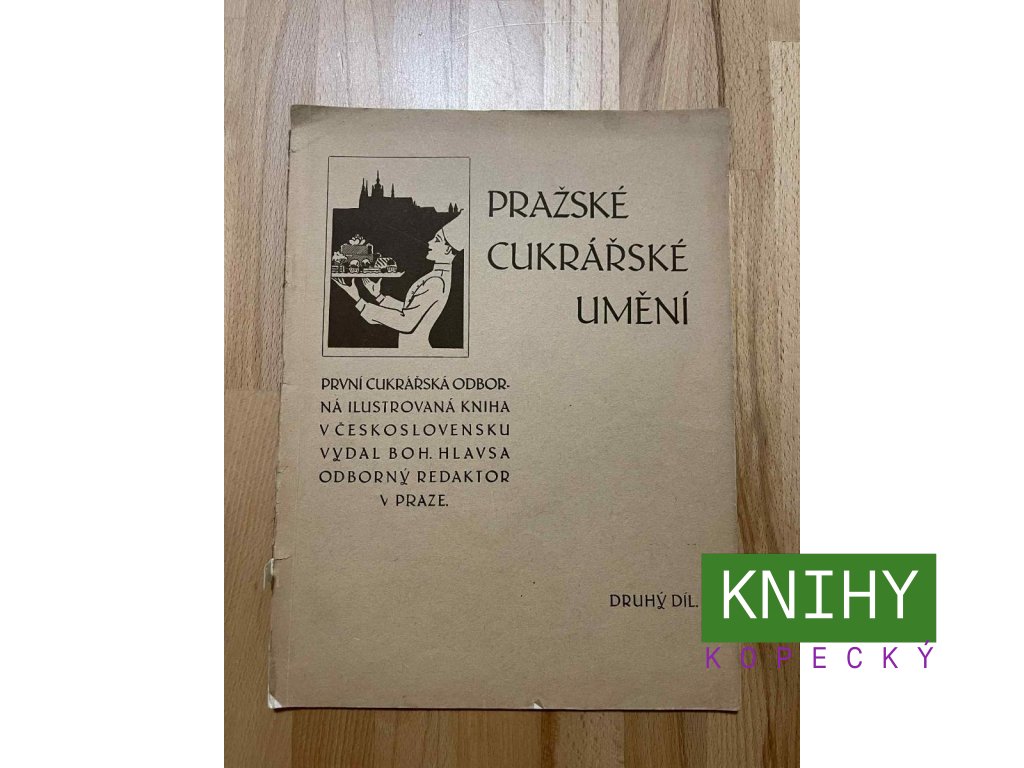 PRAŽSKÉ
CUKRÁŘSKÉ
UMĚNÍ
PRVNÍ CUKRÁŘSKÁ ODBOR-
NÁ ILUSTROVANÁ KNIHA
V ČESKOSLOVENSKU
VYDAL BOH. HLAVSA
ODBORNÝ REDAKTOR
V PRAZE.
DRUHÝ DÍL.
KNIHY
KOPECKÝ